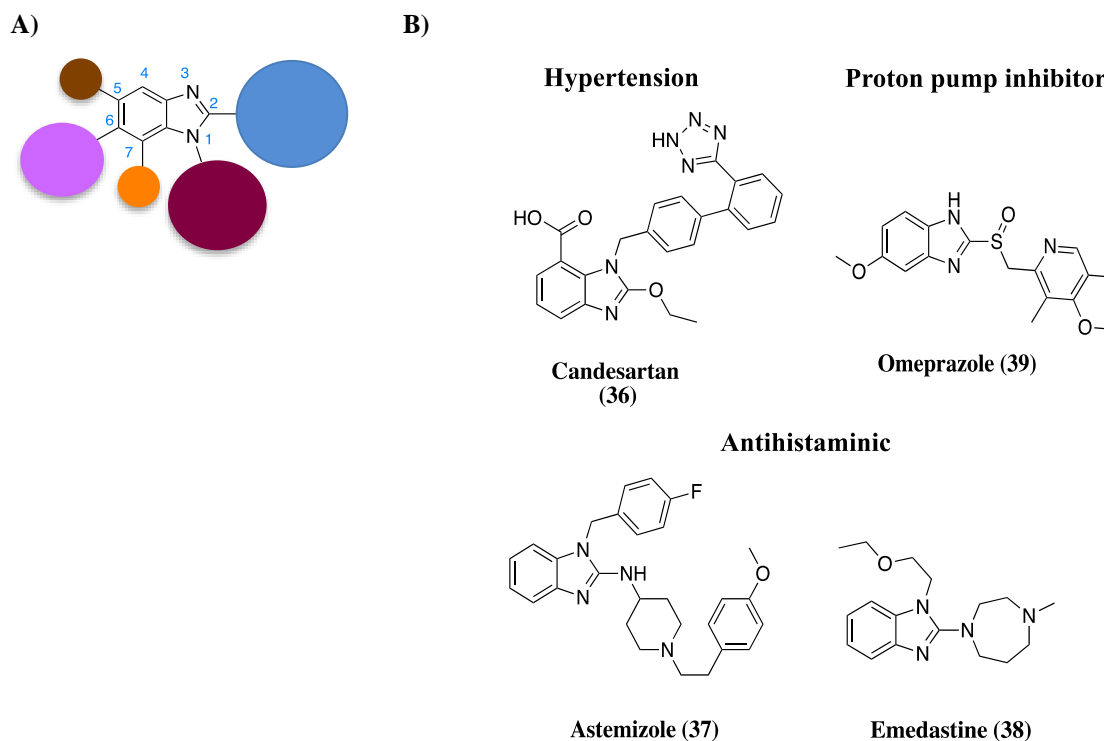 A)
B)
4
3
5
N
2
6
N
1
7
Hypertension
Proton pump inhibitor
N
N
HN
N
N
HO
O
N
O
N
H
N
O
S
N
N
O
O
Candesartan
(36)
Omeprazole (39)
Antihistaminic
F
N
NH
N
O
N
O
N
N
N
N
Astemizole (37)
Emedastine (38)